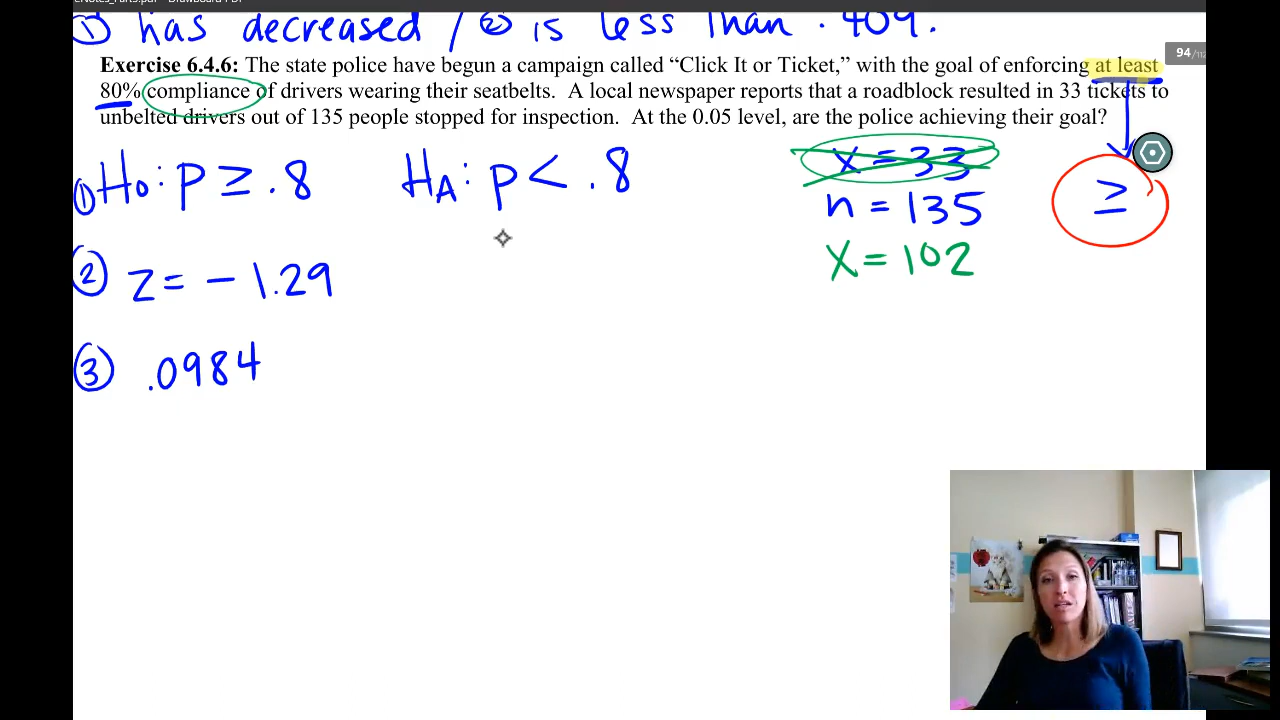 ① has decreased / ② is less than .409.
94
Exercise 6.4.6: The state police have begun a campaign called “Click It or Ticket,” with the goal of enforcing at least
80% compliance of drivers wearing their seatbelts. A local newspaper reports that a roadblock resulted in 33 tickets to
unbelted drivers out of 135 people stopped for inspection. At the 0.05 level, are the police achieving their goal?
① H₀: p ≥ .8 Hₐ: p < .8
x = 33
n = 135
≥
x = 102
② z = − 1.29
③ .0984